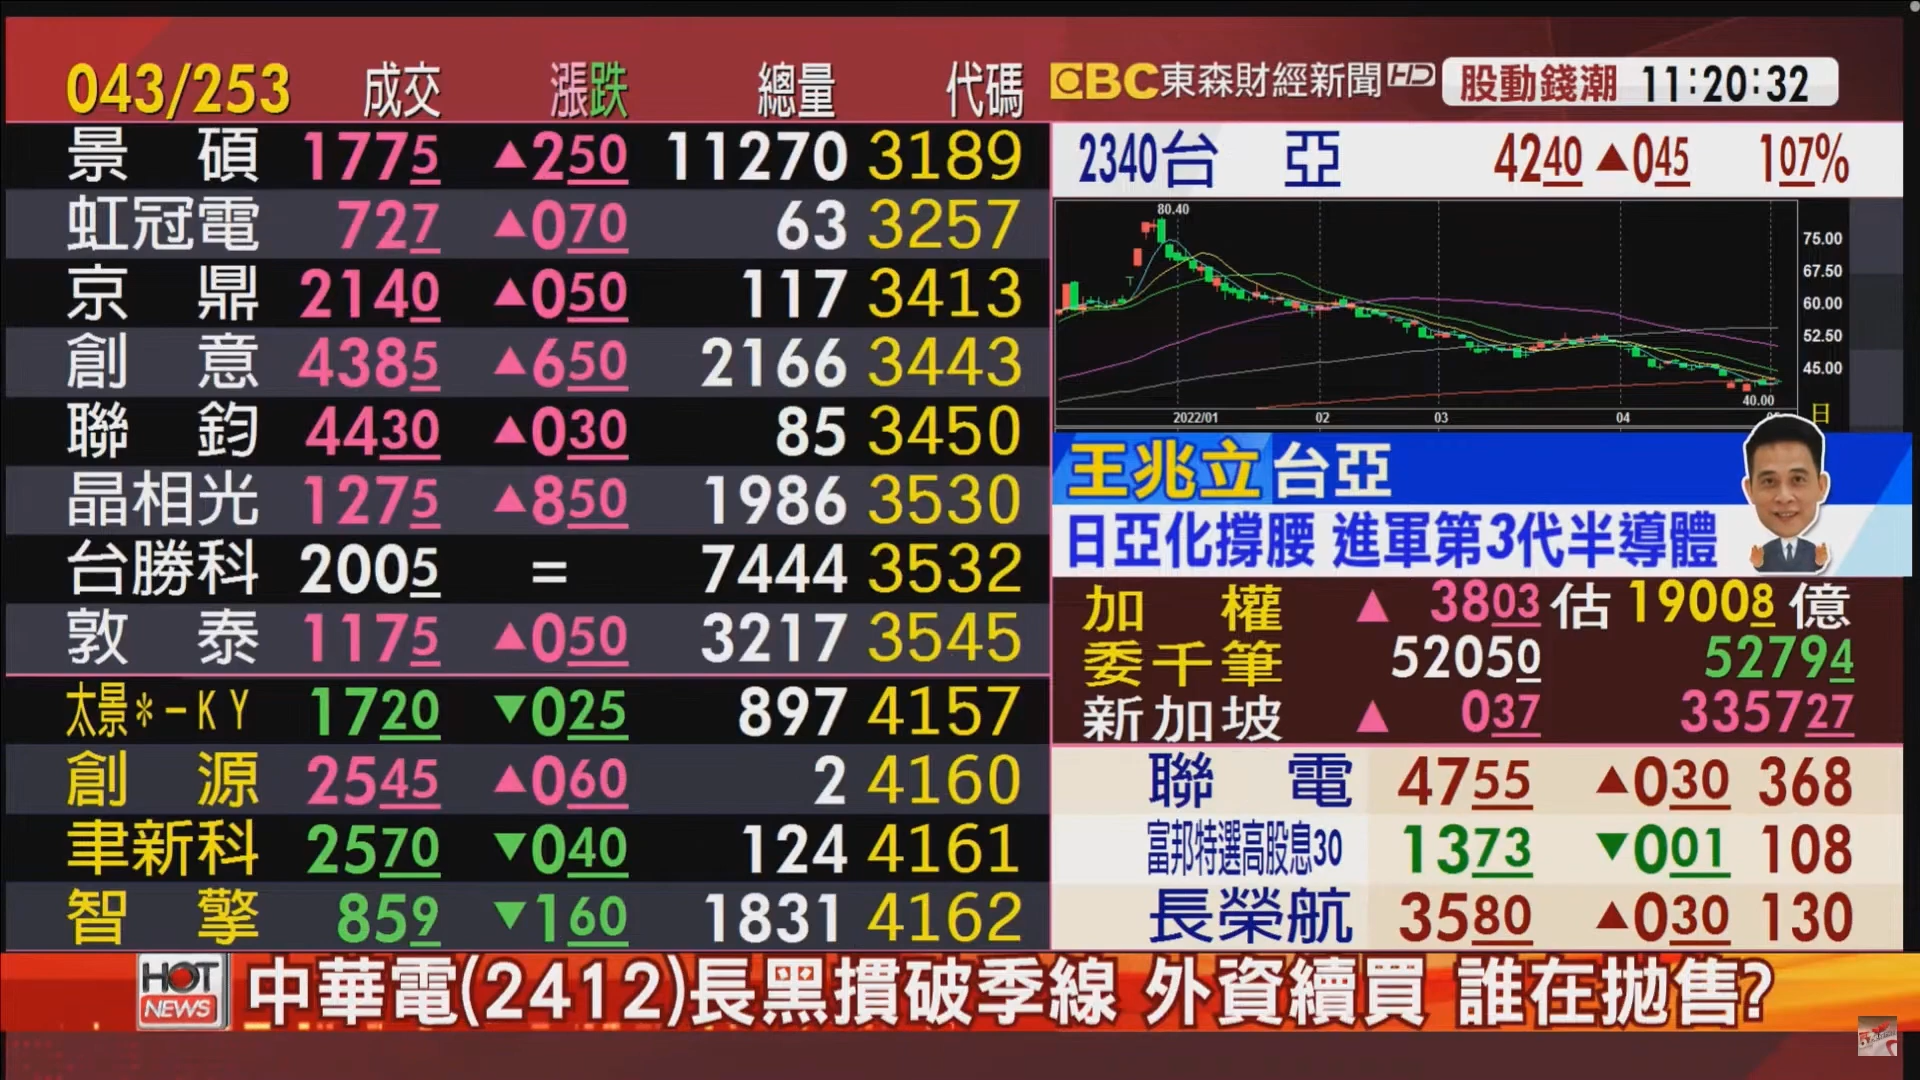 043/253 成交 漲跌 總量 代碼
景碩 1775 ▲250 11270 3189
虹冠電 727 ▲070 63 3257
京鼎 2140 ▲050 117 3413
創意 4385 ▲650 2166 3443
聯鈞 4430 ▲030 85 3450
晶相光 1275 ▲850 1986 3530
台勝科 2005 = 7444 3532
敦泰 1175 ▲050 3217 3545
太景*-KY 1720 ▼025 897 4157
創源 2545 ▲060 2 4160
聿新科 2570 ▼040 124 4161
智擎 859 ▼160 1831 4162
EBC東森財經新聞HD 股動錢潮 11:20:32
2340台亞 4240 ▲045 107%
80.40
75.00
67.50
60.00
52.50
45.00
40.00
2022/01 02 03 04
日
王兆立 台亞
日亞化撐腰 進軍第3代半導體
加權 ▲ 3803 估 19008 億
委千筆 52050 52794
新加坡 ▲ 037 335727
聯電 4755 ▲030 368
富邦特選高股息30 1373 ▼001 108
長榮航 3580 ▲030 130
HOT NEWS 中華電(2412)長黑摜破季線 外資續買 誰在拋售?